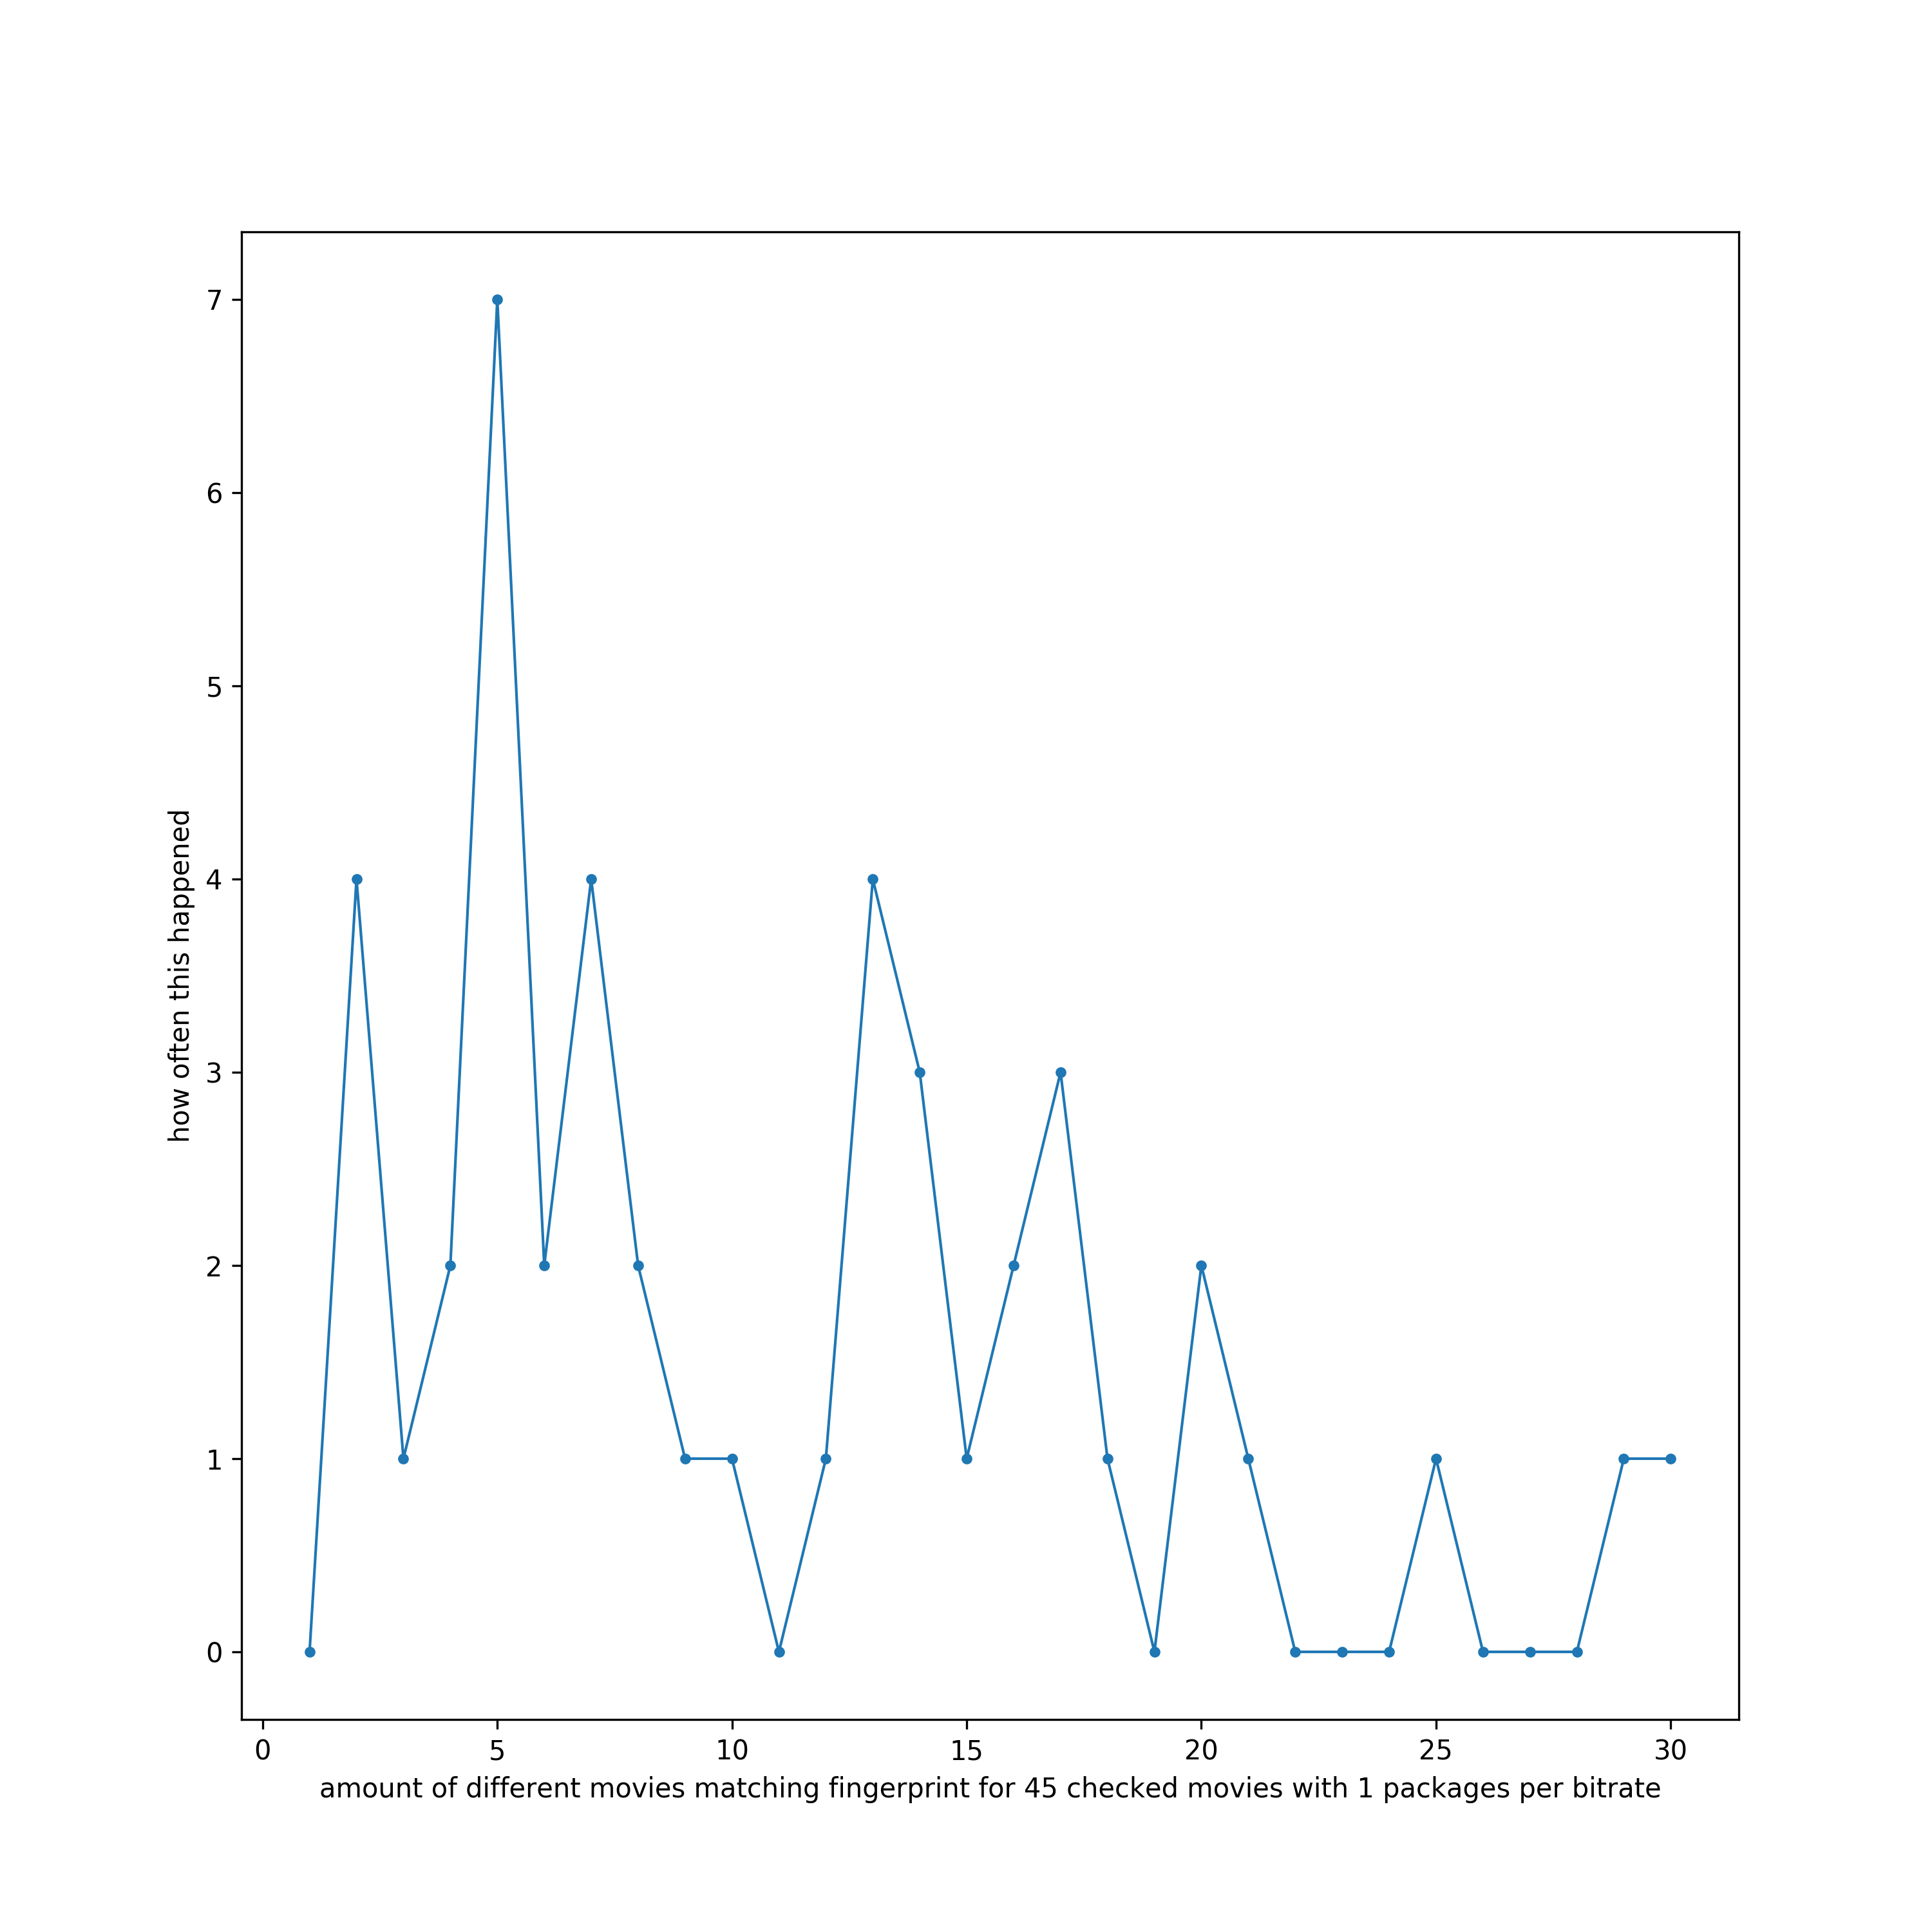 7
6
5
4
3
2
1
0
how often this happened
0 5 10 15 20 25 30
amount of different movies matching fingerprint for 45 checked movies with 1 packages per bitrate